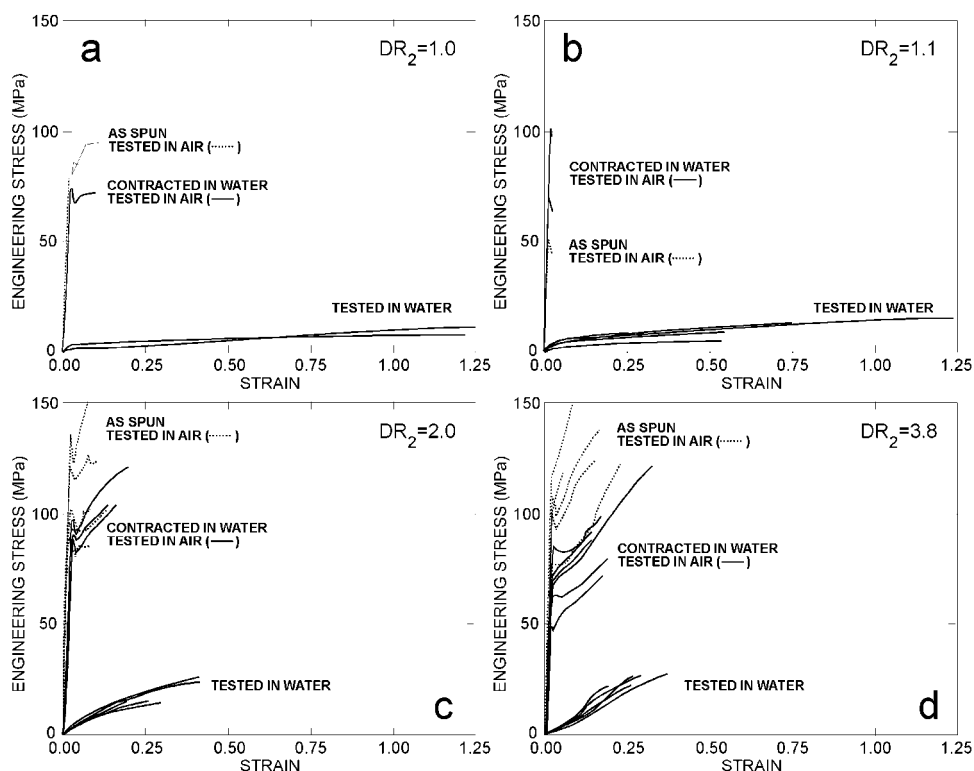 a
DR2=1.0
ENGINEERING STRESS (MPa)
150
100
50
0
AS SPUN
TESTED IN AIR (······)
CONTRACTED IN WATER
TESTED IN AIR (—)
TESTED IN WATER
0.00 0.25 0.50 0.75 1.00 1.25
STRAIN
b
DR2=1.1
ENGINEERING STRESS (MPa)
150
100
50
0
CONTRACTED IN WATER
TESTED IN AIR (—)
AS SPUN
TESTED IN AIR (······)
TESTED IN WATER
0.00 0.25 0.50 0.75 1.00 1.25
STRAIN
c
DR2=2.0
ENGINEERING STRESS (MPa)
150
100
50
0
AS SPUN
TESTED IN AIR (······)
CONTRACTED IN WATER
TESTED IN AIR (—)
TESTED IN WATER
0.00 0.25 0.50 0.75 1.00 1.25
STRAIN
d
DR2=3.8
ENGINEERING STRESS (MPa)
150
100
50
0
AS SPUN
TESTED IN AIR (······)
CONTRACTED IN WATER
TESTED IN AIR (—)
TESTED IN WATER
0.00 0.25 0.50 0.75 1.00 1.25
STRAIN